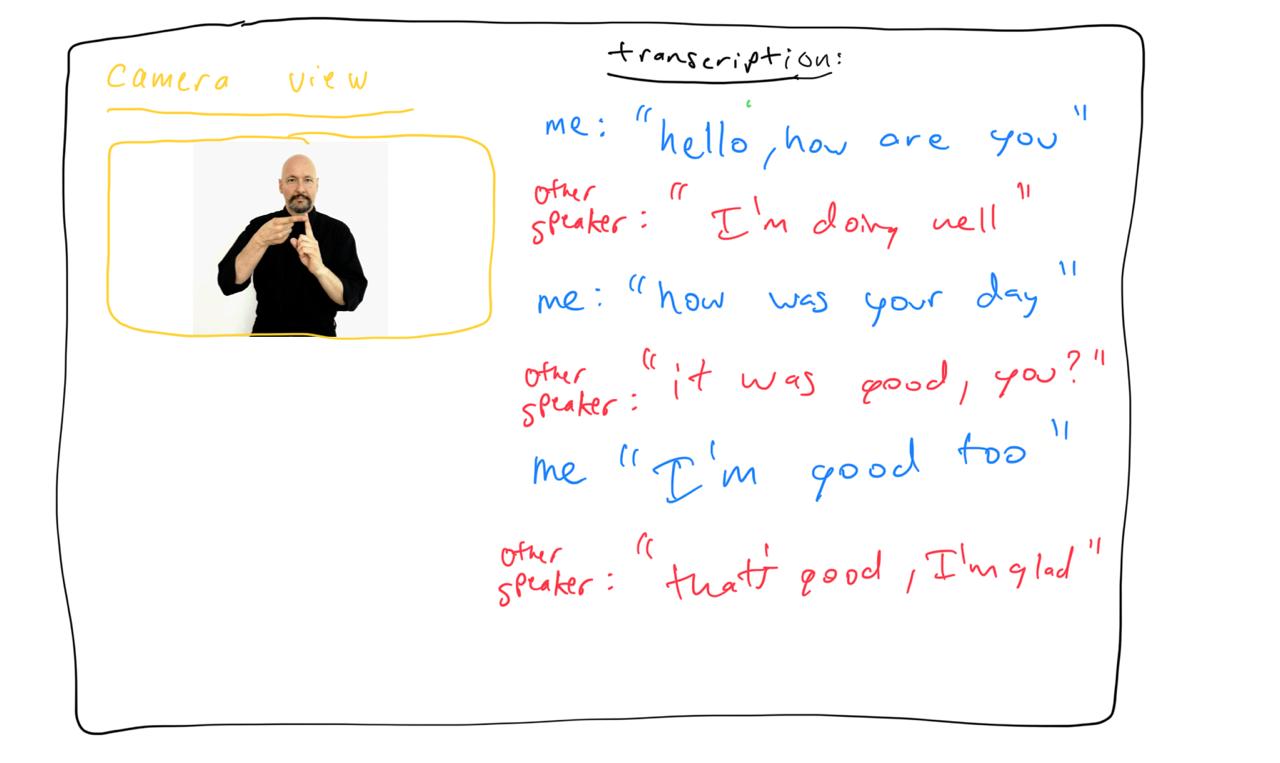 camera view
transcription:
me: "hello, how are you"
other
speaker: "I'm doing well"
me: "how was your day"
other
speaker: "it was good, you?"
me "I'm good too"
other
speaker: "that's good, I'm glad"